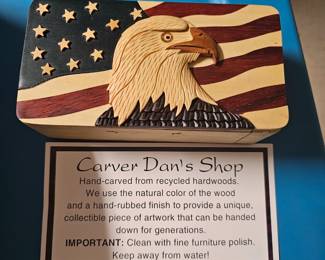 Carver Dan's Shop
Hand-carved from recycled hardwoods.
We use the natural color of the wood
and a hand-rubbed finish to provide a unique,
collectible piece of artwork that can be handed
down for generations.
IMPORTANT: Clean with fine furniture polish.
Keep away from water!